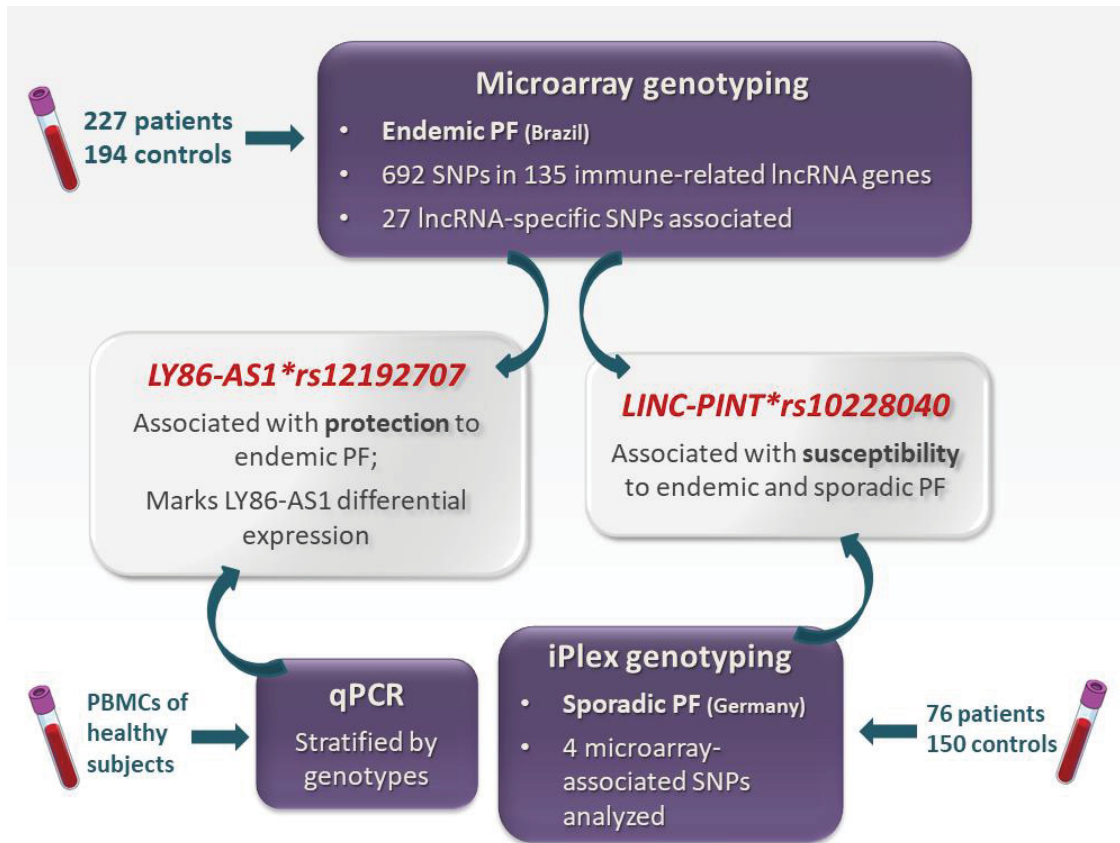 227 patients
194 controls
Microarray genotyping
• Endemic PF (Brazil)
• 692 SNPs in 135 immune-related lncRNA genes
• 27 lncRNA-specific SNPs associated
LY86-AS1*rs12192707
Associated with protection to
endemic PF;
Marks LY86-AS1 differential
expression
LINC-PINT*rs10228040
Associated with susceptibility
to endemic and sporadic PF
PBMCs of
healthy
subjects
qPCR
Stratified by
genotypes
iPlex genotyping
• Sporadic PF (Germany)
• 4 microarray-
associated SNPs
analyzed
76 patients
150 controls